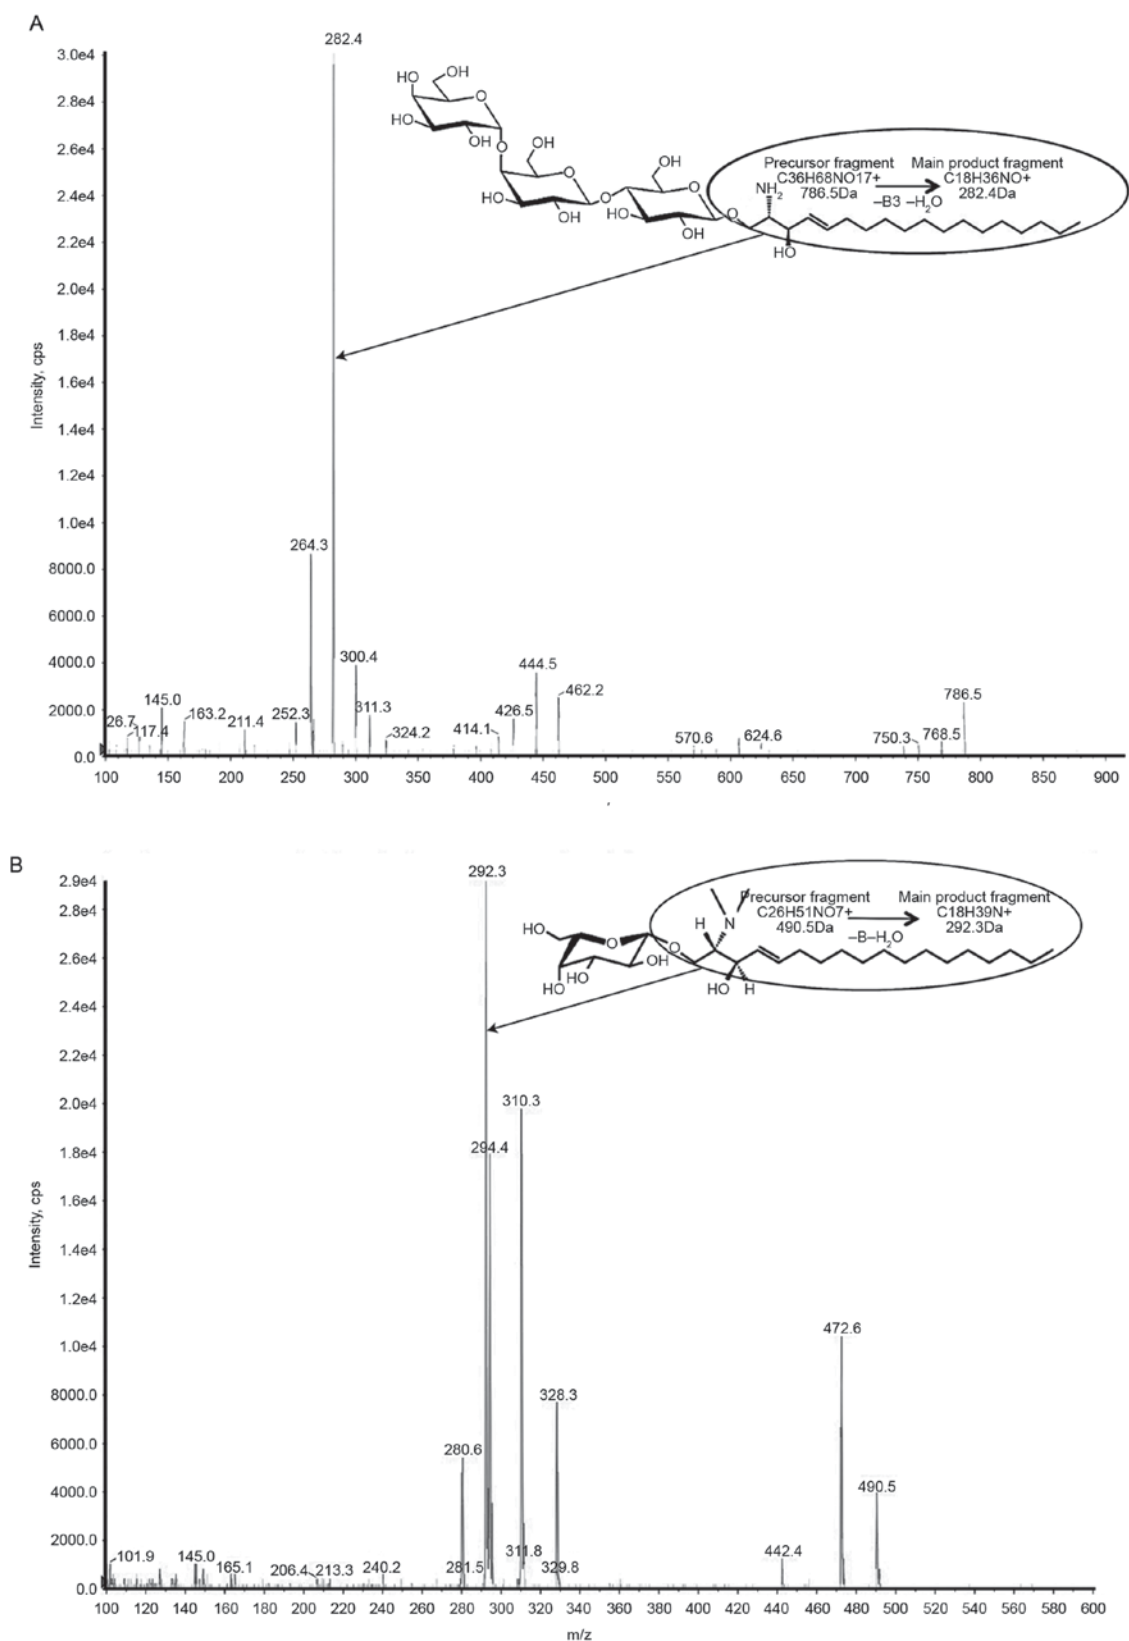 A
282.4
3.0e4
2.8e4
2.6e4
2.4e4
2.2e4
2.0e4
1.8e4
1.6e4
1.4e4
1.2e4
1.0e4
8000.0
6000.0
4000.0
2000.0
0.0
Intensity, cps
HO OH
O
HO
OH
O
OH
O
HO
OH
O
OH
O
HO
OH
O
NH2
HO
Precursor fragment Main product fragment
C36H68NO17+ C18H36NO+
786.5Da 282.4Da
–B3 –H2O
264.3
300.4
444.5
145.0
163.2
26.7
117.4
211.4
252.3
311.3
324.2
414.1
426.5
462.2
570.6
624.6
750.3
768.5
786.5
100 150 200 250 300 350 400 450 500 550 600 650 700 750 800 850 900
B
292.3
2.9e4
2.8e4
2.6e4
2.4e4
2.2e4
2.0e4
1.8e4
1.6e4
1.4e4
1.2e4
1.0e4
8000.0
6000.0
4000.0
2000.0
0.0
Intensity, cps
HO
O
O
OH
HO
HO
H
N
HO
H
Precursor fragment Main product fragment
C26H51NO7+ C18H39N+
490.5Da 292.3Da
–B–H2O
310.3
294.4
472.6
328.3
280.6
490.5
101.9
145.0
165.1
206.4
213.3
240.2
281.5
311.8
329.8
442.4
100 120 140 160 180 200 220 240 260 280 300 320 340 360 380 400 420 440 460 480 500 520 540 560 580 600
m/z